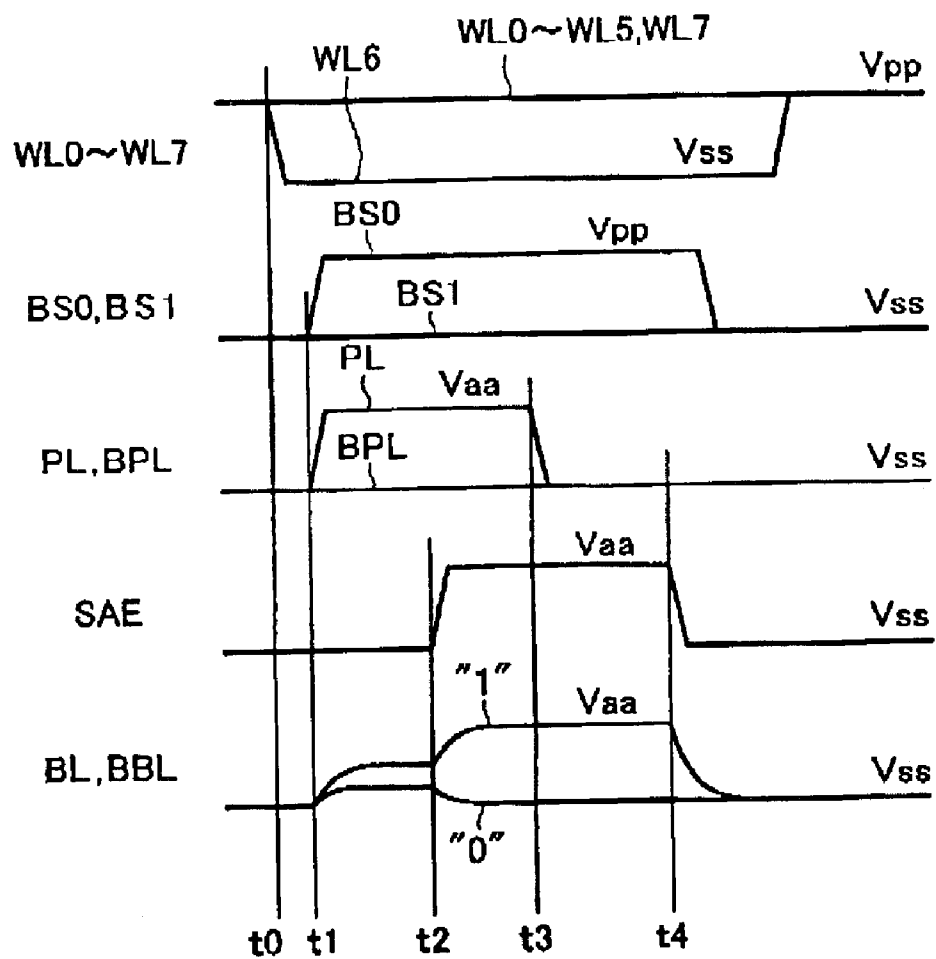 WL0~WL5,WL7
WL6
Vpp
WL0~WL7
Vss
BS0
Vpp
BS0,BS1
BS1
Vss
PL
Vaa
PL,BPL
BPL
Vss
Vaa
SAE
Vss
"1"
Vaa
BL,BBL
Vss
"0"
t0 t1 t2 t3 t4